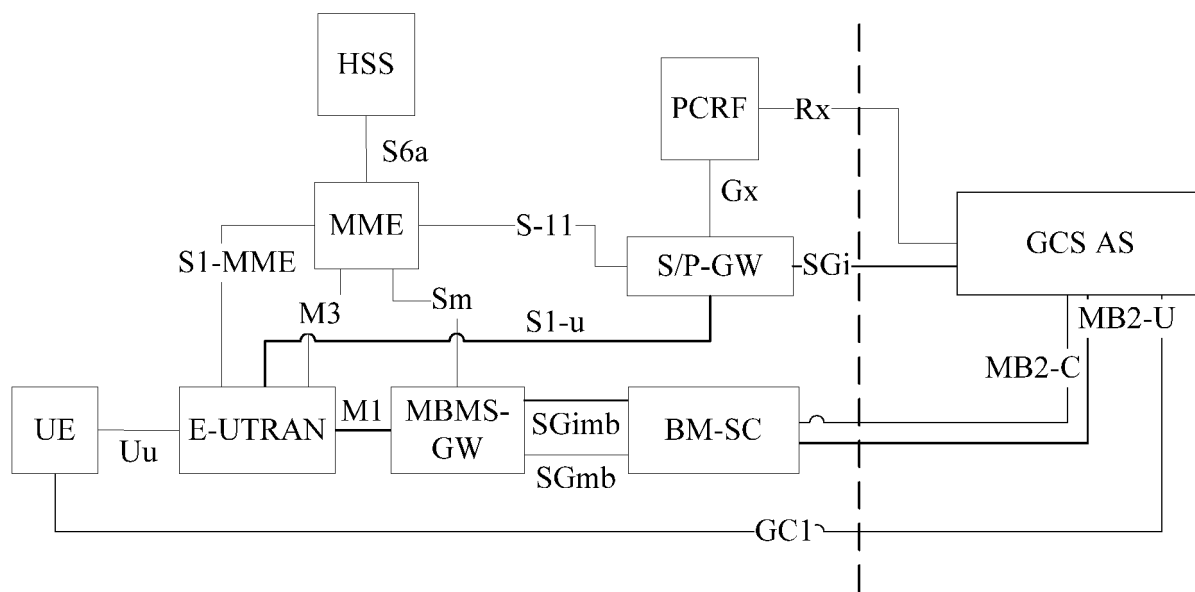 HSS
PCRF
Rx
S6a
Gx
MME
S-11
GCS AS
S1-MME
S/P-GW
SGi
Sm
M3
S1-u
MB2-U
MB2-C
UE
Uu
E-UTRAN
M1
MBMS-
GW
SGimb
SGmb
BM-SC
GC1